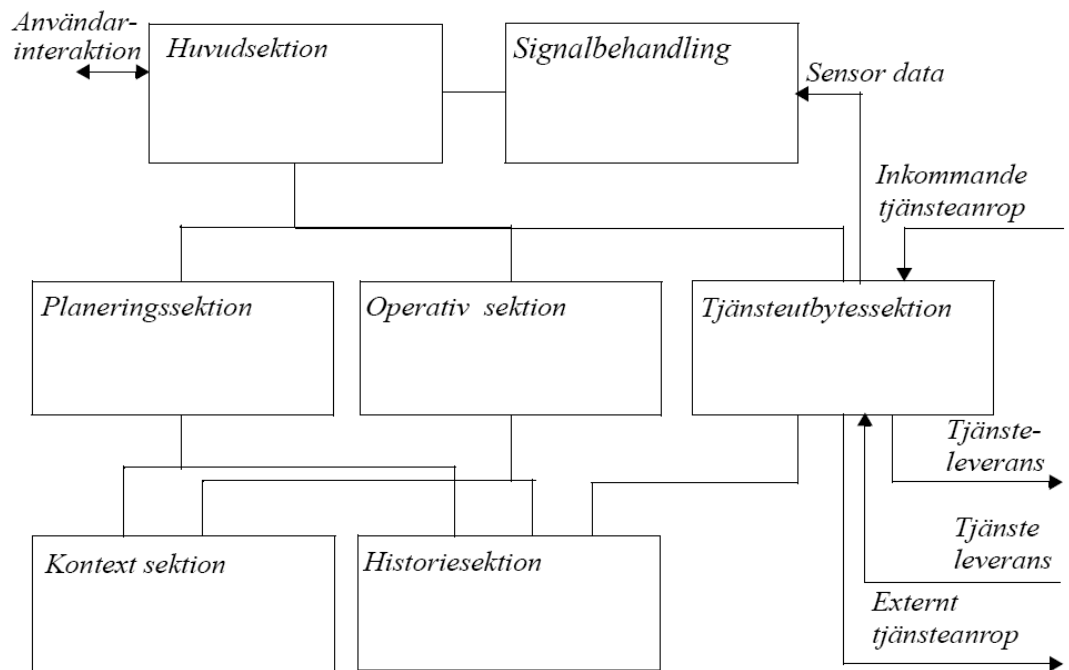 Användar-
interaktion
Huvudsektion
Signalbehandling
Sensor data
Inkommande
tjänsteanrop
Planeringssektion
Operativ sektion
Tjänsteutbytessektion
Tjänste-
leverans
Kontext sektion
Historiesektion
Tjänste
leverans
Externt
tjänsteanrop